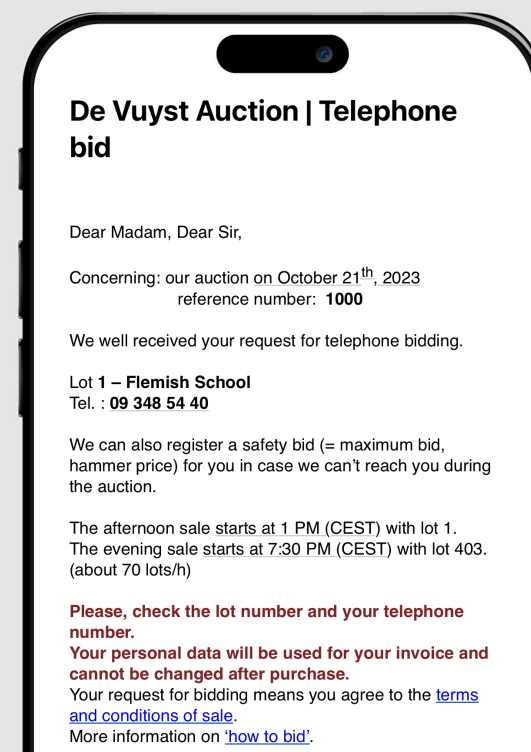 De Vuyst Auction | Telephone
bid
Dear Madam, Dear Sir,
Concerning: our auction on October 21th, 2023
reference number: 1000
We well received your request for telephone bidding.
Lot 1 – Flemish School
Tel. : 09 348 54 40
We can also register a safety bid (= maximum bid,
hammer price) for you in case we can’t reach you during
the auction.
The afternoon sale starts at 1 PM (CEST) with lot 1.
The evening sale starts at 7:30 PM (CEST) with lot 403.
(about 70 lots/h)
Please, check the lot number and your telephone
number.
Your personal data will be used for your invoice and
cannot be changed after purchase.
Your request for bidding means you agree to the terms
and conditions of sale.
More information on ‘how to bid’.